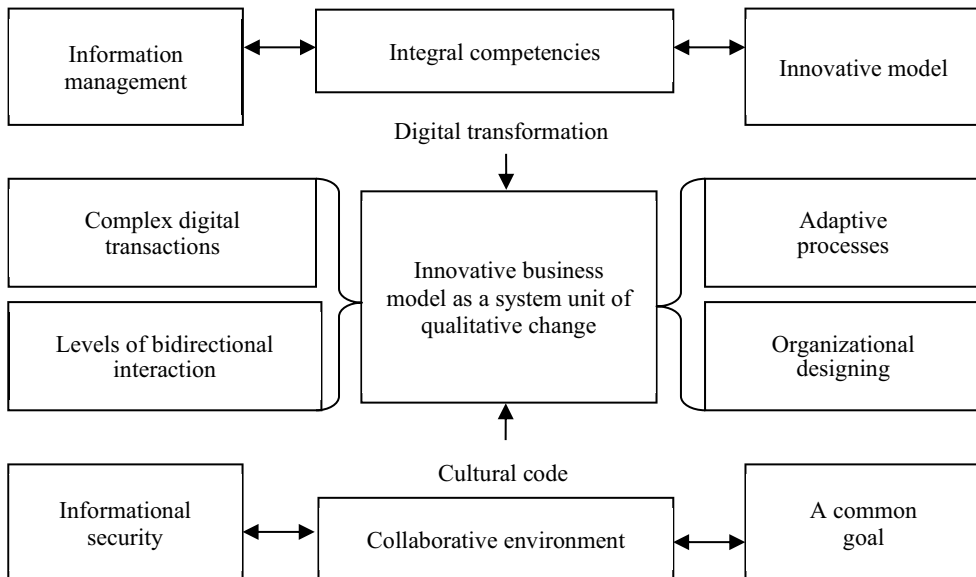 Information
management
Integral competencies
Innovative model
Digital transformation
Complex digital
transactions
Levels of bidirectional
interaction
Innovative business
model as a system unit of
qualitative change
Adaptive
processes
Organizational
designing
Cultural code
Informational
security
Collaborative environment
A common
goal